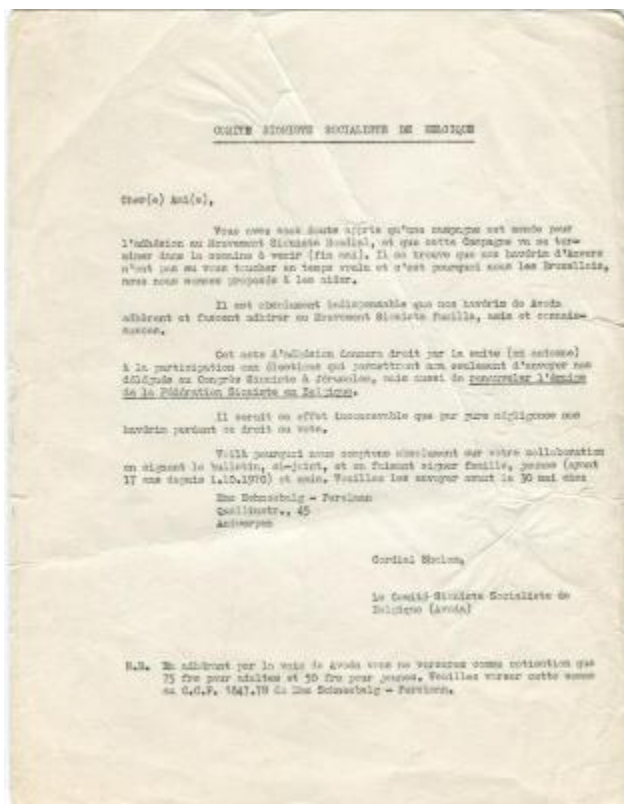 COMITE SIONISTE SOCIALISTE DE BELGIQUE
Cher(e) Ami(e),
Vous avez sans doute appris qu'une campagne est menée pour
l'adhésion au Mouvement Sioniste Mondial, et que cette Campagne va se ter-
miner dans la semaine à venir (fin mai). Il se trouve que nos havérim d'Anvers
n'ont pas su vous toucher en temps voulu et c'est pourquoi nous les Bruxellois,
nous nous sommes proposés à les aider.
Il est absolument indispensable que nos havérim de Avoda
adhérent et fassent adhérer au Mouvement Sioniste famille, amis et connais-
sances.
Cet acte d'adhésion donnera droit par la suite (en automne)
à la participation aux élections qui permettront non seulement d'envoyer nos
délégués au Congrès Sioniste à Jérusalem, mais aussi de renouveler l'équipe
de la Fédération Sioniste en Belgique.
Il serait en effet inconcevable que par pure négligence nos
havérim perdent ce droit au vote.
Voilà pourquoi nous comptons absolument sur votre collaboration
en signant le bulletin, ci-joint, et en faisant signer famille, jeunes (ayant
17 ans depuis 1.10.1970) et amis. Veuillez les envoyer avant le 30 mai chez
Mme Schneebalg - Perelman
Quellinstr., 45
Antwerpen
Cordial Shalom,
Le Comité Sioniste Socialiste de
Belgique (Avoda)
N.B. En adhérant par la voie de Avoda vous ne verserez comme cotisation que
75 frs pour adultes et 50 frs pour jeunes. Veuillez verser cette somme
au C.C.P. de Mme Schneebalg - Perelman.